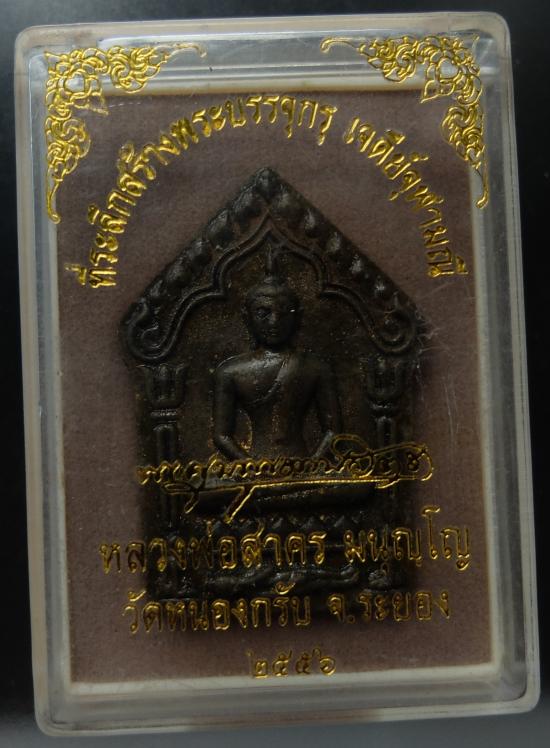 ที่ระลึกสร้างพระบรรจุกรุ เจดีย์จุฬามณี
หลวงพ่อสาคร มนุญฺโญ
วัดหนองกรับ จ.ระยอง
๒๕๕๖